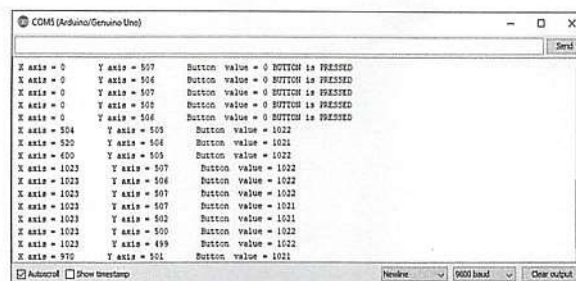 COM5 (Arduino/Genuino Uno)
Send
X axis = 0 Y axis = 507 Button value = 0 BUTTON is PRESSED
X axis = 0 Y axis = 506 Button value = 0 BUTTON is PRESSED
X axis = 0 Y axis = 507 Button value = 0 BUTTON is PRESSED
X axis = 0 Y axis = 508 Button value = 0 BUTTON is PRESSED
X axis = 0 Y axis = 506 Button value = 0 BUTTON is PRESSED
X axis = 504 Y axis = 505 Button value = 1022
X axis = 520 Y axis = 506 Button value = 1021
X axis = 600 Y axis = 505 Button value = 1022
X axis = 1023 Y axis = 507 Button value = 1022
X axis = 1023 Y axis = 506 Button value = 1022
X axis = 1023 Y axis = 507 Button value = 1022
X axis = 1023 Y axis = 507 Button value = 1021
X axis = 1023 Y axis = 502 Button value = 1021
X axis = 1023 Y axis = 500 Button value = 1022
X axis = 1023 Y axis = 499 Button value = 1022
X axis = 970 Y axis = 501 Button value = 1021
Autoscroll Show timestamp Newline 9600 baud Clear output